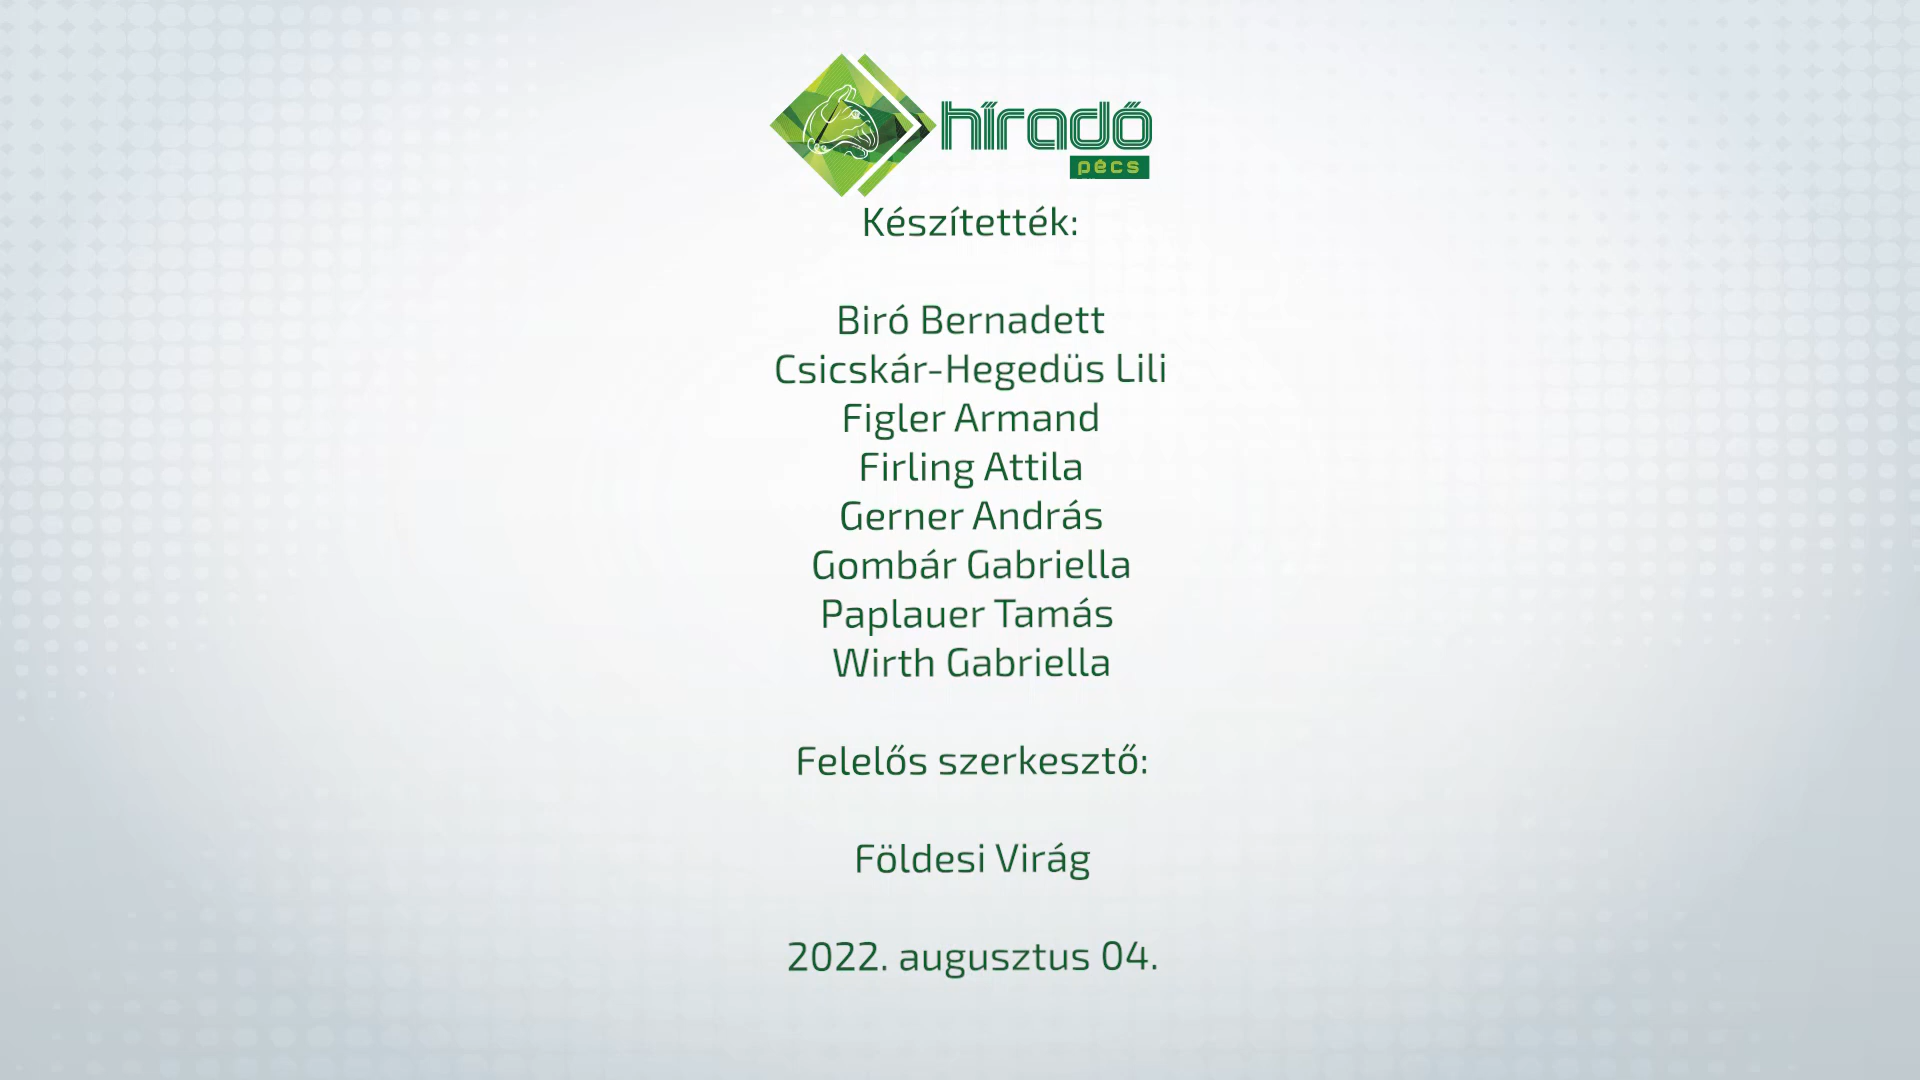 híradó
pécs
Készítették:
Biró Bernadett
Csicskár-Hegedüs Lili
Figler Armand
Firling Attila
Gerner András
Gombár Gabriella
Paplauer Tamás
Wirth Gabriella
Felelős szerkesztő:
Földesi Virág
2022. augusztus 04.